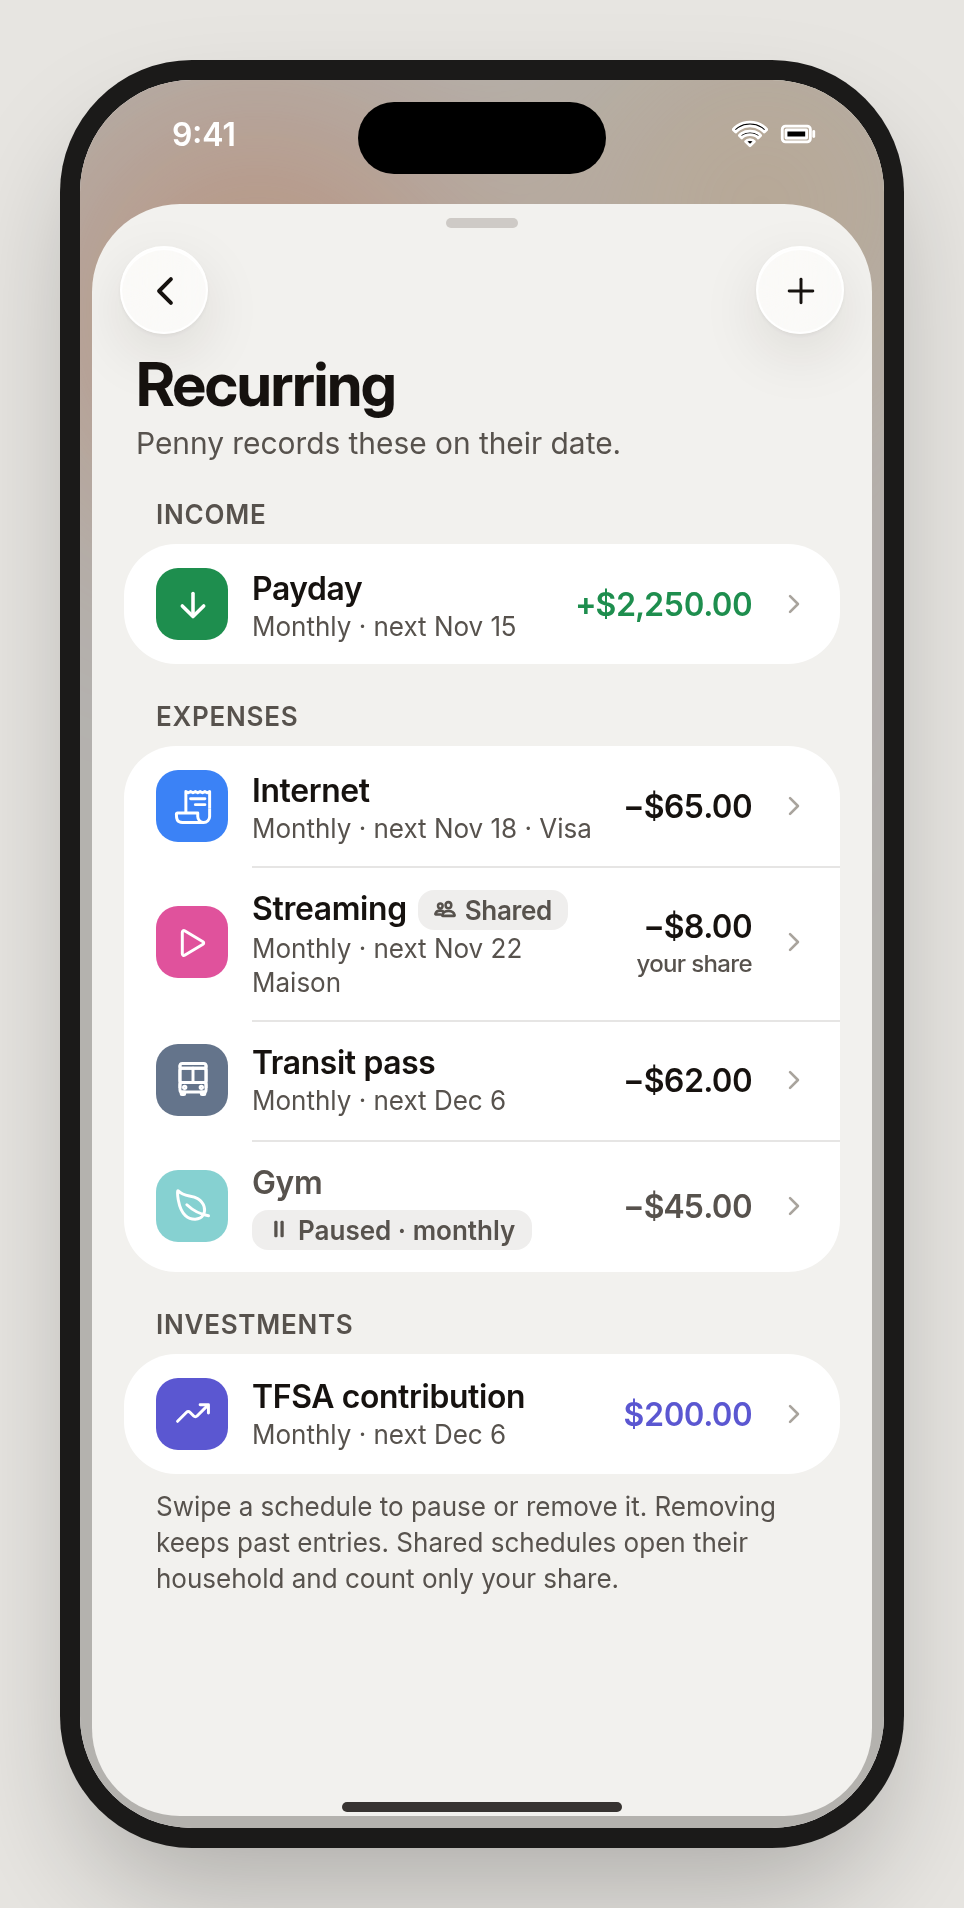 9:41
Recurring
Penny records these on their date.
INCOME
Payday
Monthly · next Nov 15
+$2,250.00
EXPENSES
Internet
Monthly · next Nov 18 · Visa
−$65.00
Streaming
Shared
Monthly · next Nov 22
Maison
−$8.00
your share
Transit pass
Monthly · next Dec 6
−$62.00
Gym
Paused · monthly
−$45.00
INVESTMENTS
TFSA contribution
Monthly · next Dec 6
$200.00
Swipe a schedule to pause or remove it. Removing
keeps past entries. Shared schedules open their
household and count only your share.